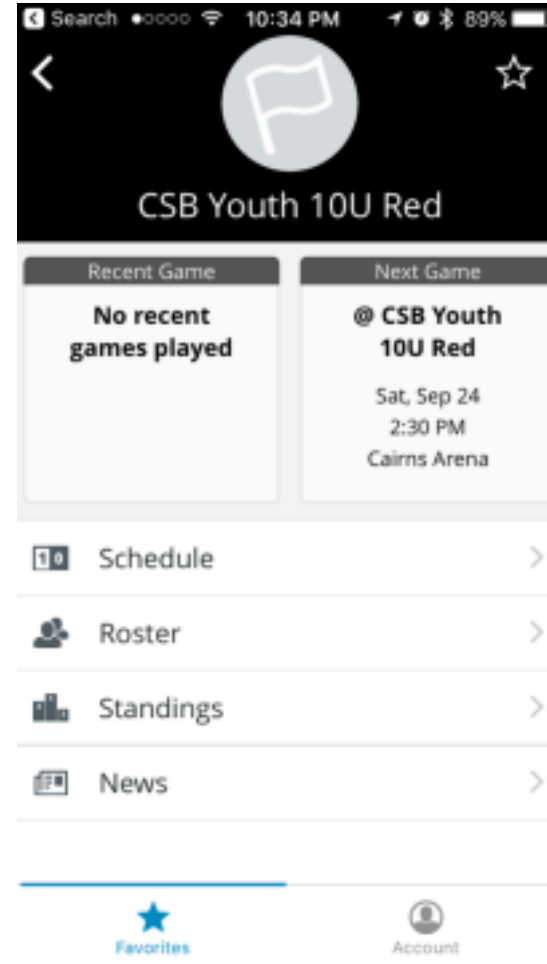 Search 10:34 PM 89%
CSB Youth 10U Red
Recent Game
No recent
games played
Next Game
@ CSB Youth
10U Red
Sat, Sep 24
2:30 PM
Cairns Arena
1 0 Schedule
Roster
Standings
News
Favorites Account